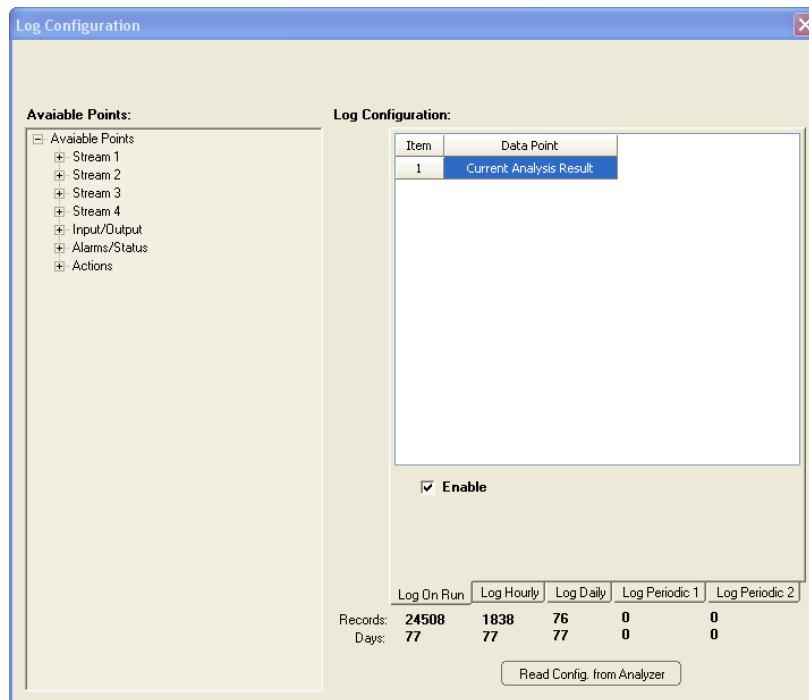 Log Configuration
Avaiable Points:
Log Configuration:
Avaiable Points
Stream 1
Stream 2
Stream 3
Stream 4
Input/Output
Alarms/Status
Actions
Item Data Point
1 Current Analysis Result
Enable
Log On Run Log Hourly Log Daily Log Periodic 1 Log Periodic 2
Records: 24508 1838 76 0 0
Days: 77 77 77 0 0
Read Config. from Analyzer